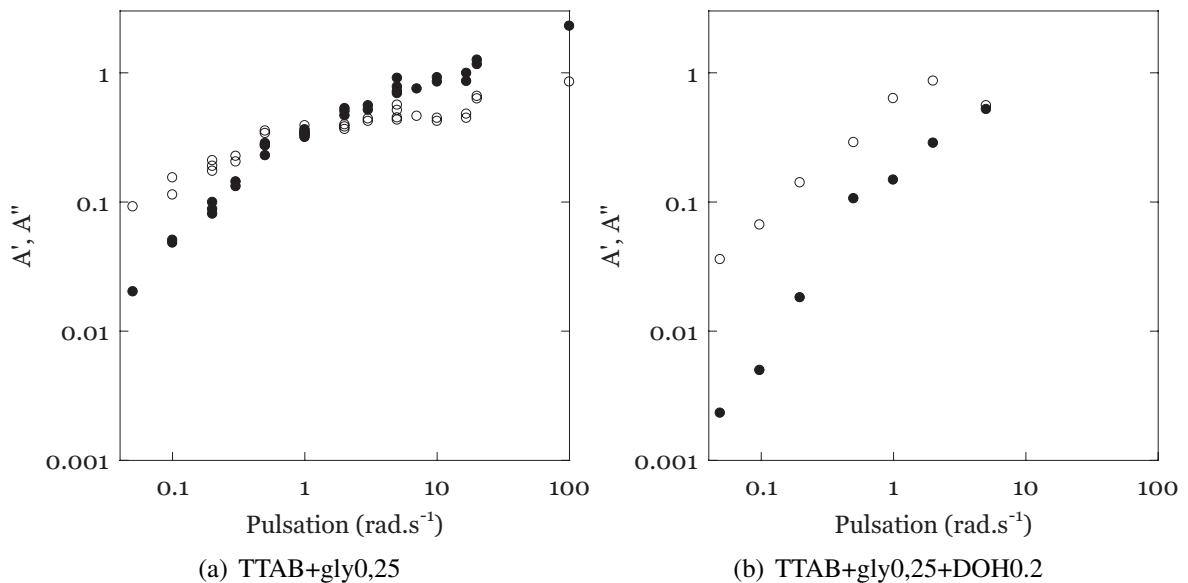 1
0.1
0.01
0.001
A', A"
0.1
1
10
100
Pulsation (rad.s-1)
(a) TTAB+gly0,25
1
0.1
0.01
0.001
A', A"
0.1
1
10
100
Pulsation (rad.s-1)
(b) TTAB+gly0,25+DOH0.2